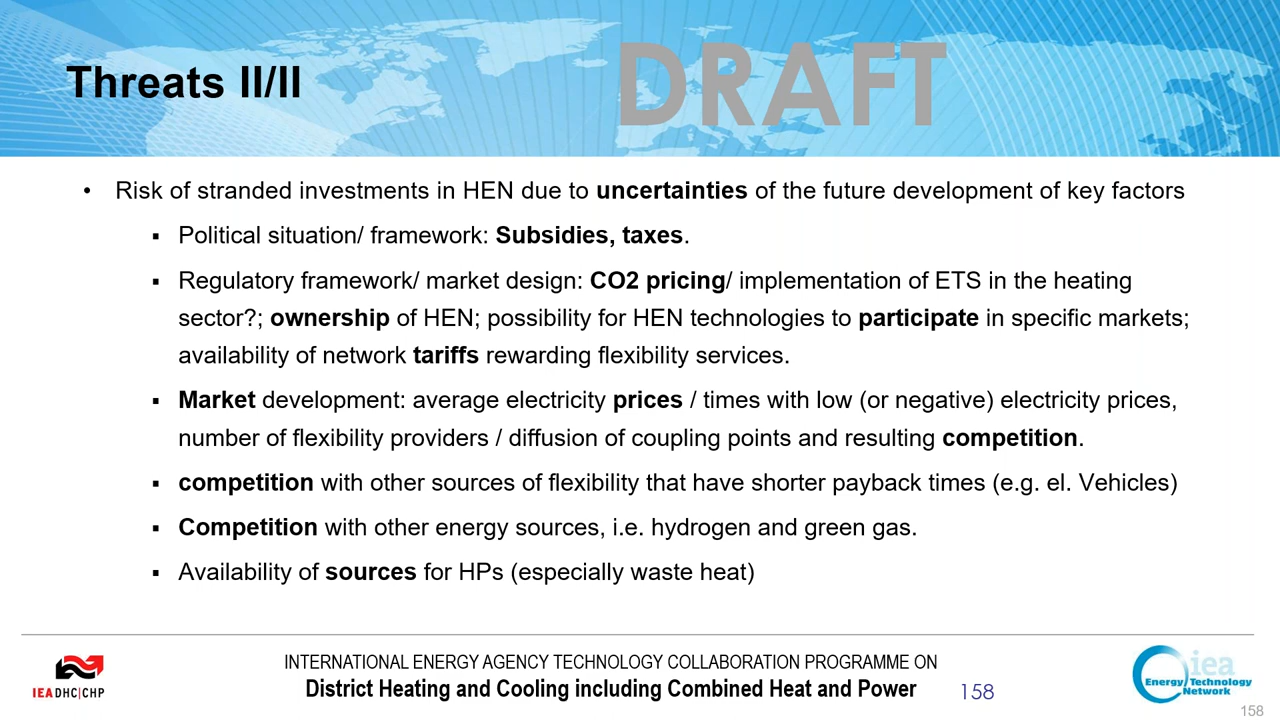 DRAFT
Threats II/II
• Risk of stranded investments in HEN due to uncertainties of the future development of key factors
▪ Political situation/ framework: Subsidies, taxes.
▪ Regulatory framework/ market design: CO2 pricing/ implementation of ETS in the heating
sector?; ownership of HEN; possibility for HEN technologies to participate in specific markets;
availability of network tariffs rewarding flexibility services.
▪ Market development: average electricity prices / times with low (or negative) electricity prices,
number of flexibility providers / diffusion of coupling points and resulting competition.
▪ competition with other sources of flexibility that have shorter payback times (e.g. el. Vehicles)
▪ Competition with other energy sources, i.e. hydrogen and green gas.
▪ Availability of sources for HPs (especially waste heat)
INTERNATIONAL ENERGY AGENCY TECHNOLOGY COLLABORATION PROGRAMME ON
District Heating and Cooling including Combined Heat and Power
158
IEA DHC|CHP
iea
Energy Technology
Network
158